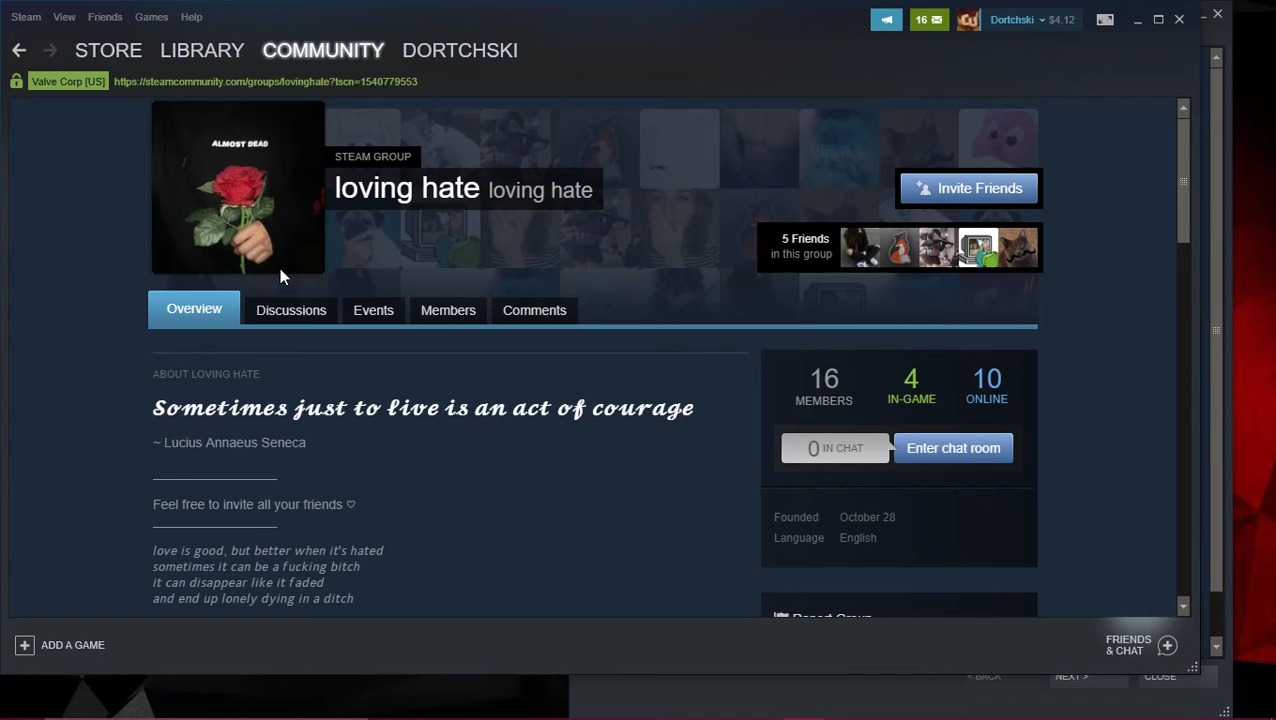 Steam View Friends Games Help
16
Dortchski $4.12
STORE LIBRARY COMMUNITY DORTCHSKI
Valve Corp [US] https://steamcommunity.com/groups/lovinghate?tscn=1540779553
ALMOST DEAD
STEAM GROUP
loving hate loving hate
Invite Friends
5 Friends
in this group
Overview Discussions Events Members Comments
ABOUT LOVING HATE
Sometimes just to live is an act of courage
~ Lucius Annaeus Seneca
Feel free to invite all your friends ♡
love is good, but better when it's hated
sometimes it can be a fucking bitch
it can disappear like it faded
and end up lonely dying in a ditch
16 4 10
MEMBERS IN-GAME ONLINE
0 IN CHAT Enter chat room
Founded October 28
Language English
Report Group
+ ADD A GAME
FRIENDS
& CHAT
< BACK NEXT > CLOSE